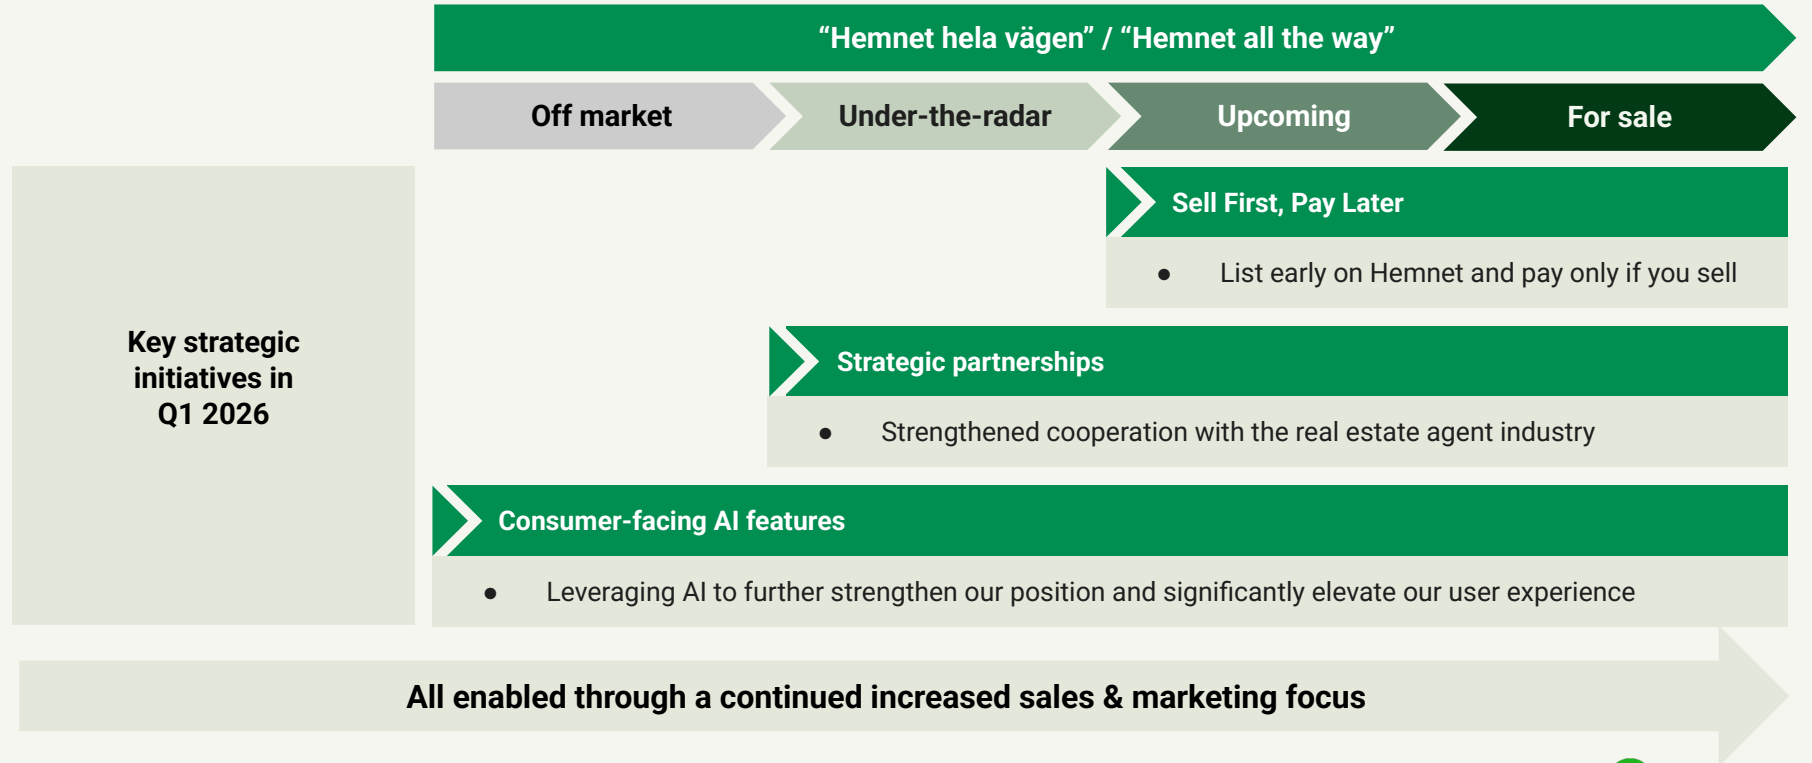 “Hemnet hela vägen” / “Hemnet all the way”
Off market
Under-the-radar
Upcoming
For sale
Key strategic
initiatives in
Q1 2026
Sell First, Pay Later
● List early on Hemnet and pay only if you sell
Strategic partnerships
● Strengthened cooperation with the real estate agent industry
Consumer-facing AI features
● Leveraging AI to further strengthen our position and significantly elevate our user experience
All enabled through a continued increased sales & marketing focus